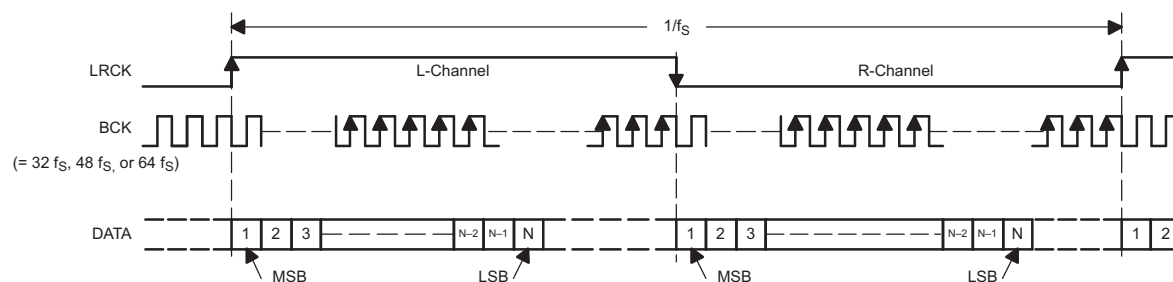 1/fS
LRCK
L-Channel
R-Channel
BCK
(= 32 fS, 48 fS, or 64 fS)
DATA
1 2 3 N–2 N–1 N 1 2 3 N–2 N–1 N 1 2
MSB LSB MSB LSB